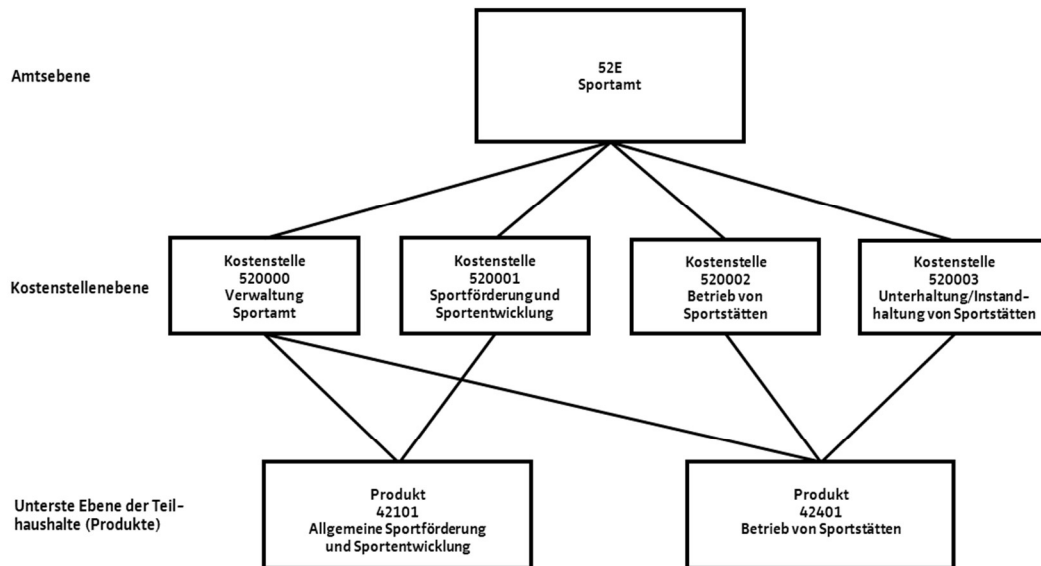 Amtsebene
52E
Sportamt
Kostenstellenebene
Kostenstelle
520000
Verwaltung
Sportamt
Kostenstelle
520001
Sportförderung und
Sportentwicklung
Kostenstelle
520002
Betrieb von
Sportstätten
Kostenstelle
520003
Unterhaltung/Instand-
haltung von Sportstätten
Unterste Ebene der Teil-
haushalte (Produkte)
Produkt
42101
Allgemeine Sportförderung
und Sportentwicklung
Produkt
42401
Betrieb von Sportstätten